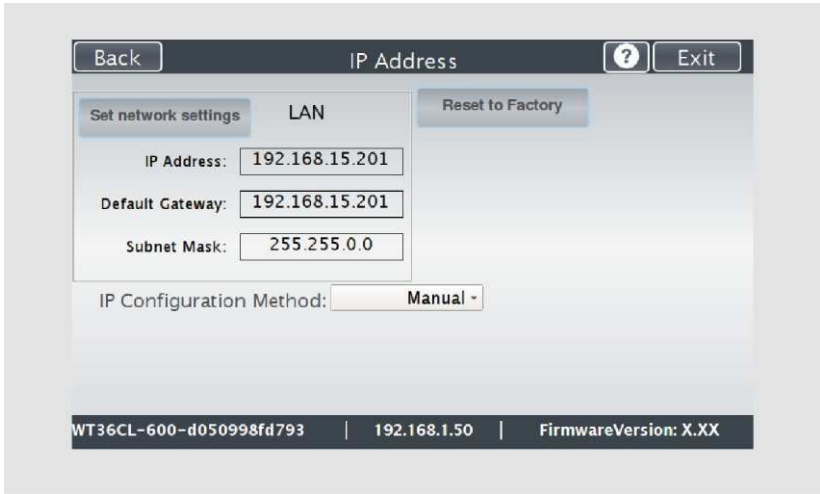 Back IP Address ? Exit
Set network settings LAN Reset to Factory
IP Address: 192.168.15.201
Default Gateway: 192.168.15.201
Subnet Mask: 255.255.0.0
IP Configuration Method: Manual
WT36CL-600-d050998fd793 | 192.168.1.50 | FirmwareVersion: X.XX